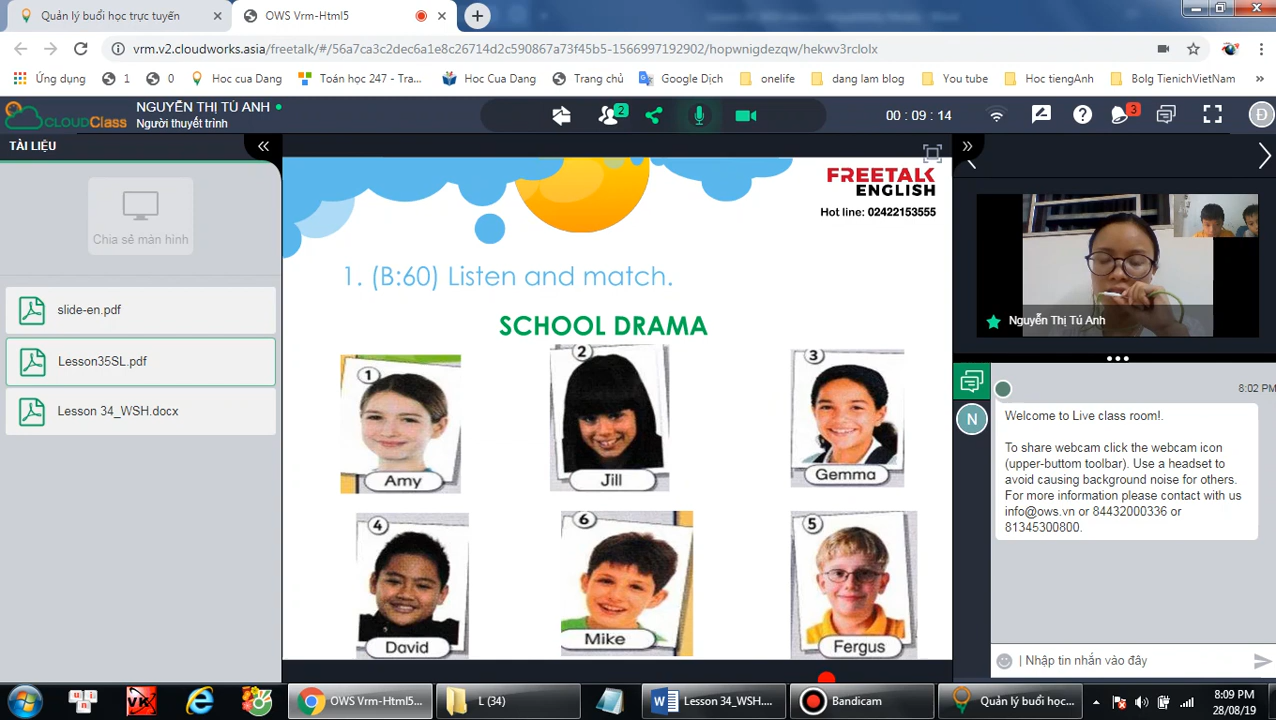 Quản lý buổi học trực tuyến
OWS Vrm-Html5
vrm.v2.cloudworks.asia/freetalk/#/56a7ca3c2dec6a1e8c26714d2c590867a73f45b5-1566997192902/hopwnigdezqw/hekwv3rclolx
Ứng dụng
1
0
Hoc cua Dang
Toán học 247 - Tra...
Học Cua Dang
Trang chủ
Google Dịch
onelife
dang lam blog
You tube
Hoc tiengAnh
Bolg TienichVietNam
»
CLOUDClass
NGUYỄN THỊ TÚ ANH
Người thuyết trình
2
00 : 09 : 14
3
Đ
TÀI LIỆU
Chia sẻ màn hình
slide-en.pdf
Lesson35SL.pdf
Lesson 34_WSH.docx
FREETALK
ENGLISH
Hot line: 02422153555
1. (B:60) Listen and match.
SCHOOL DRAMA
1
Amy
2
Jill
3
Gemma
4
David
6
Mike
5
Fergus
Nguyễn Thị Tú Anh
8:02 PM
N
Welcome to Live class room!.
To share webcam click the webcam icon
(upper-buttom toolbar). Use a headset to
avoid causing background noise for others.
For more information please contact with us
info@ows.vn or 84432000336 or
81345300800.
Nhập tin nhắn vào đây
OWS Vrm-Html5...
L (34)
Lesson 34_WSH....
Bandicam
Quản lý buổi học...
8:09 PM
28/08/19